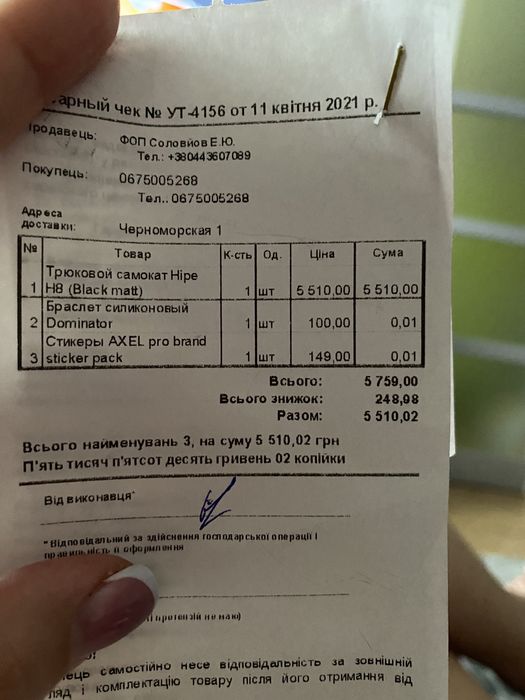 арный чек № УТ-4156 от 11 квітня 2021 р.
Продавець: ФОП Соловйов Е.Ю.
Тел.: +380443607089
Покупець: 0675005268
Тел.. 0675005268
Адреса
доставки: Черноморская 1
№ Товар К-сть Од. Ціна Сума
Трюковой самокат Hipe
1 H8 (Black matt) 1 шт 5 510,00 5 510,00
Браслет силиконовый
2 Dominator 1 шт 100,00 0,01
Стикеры AXEL pro brand
3 sticker pack 1 шт 149,00 0,01
Всього: 5 759,00
Всього знижок: 248,98
Разом: 5 510,02
Всього найменувань 3, на суму 5 510,02 грн
П'ять тисяч п'ятсот десять гривень 02 копійки
Від виконавця*
* Відповідальний за здійснення господарської операції і
правильність її оформлення
і претензій не маю)
ець самостійно несе відповідальність за зовнішній
ляд і комплектацію товару після його отримання від